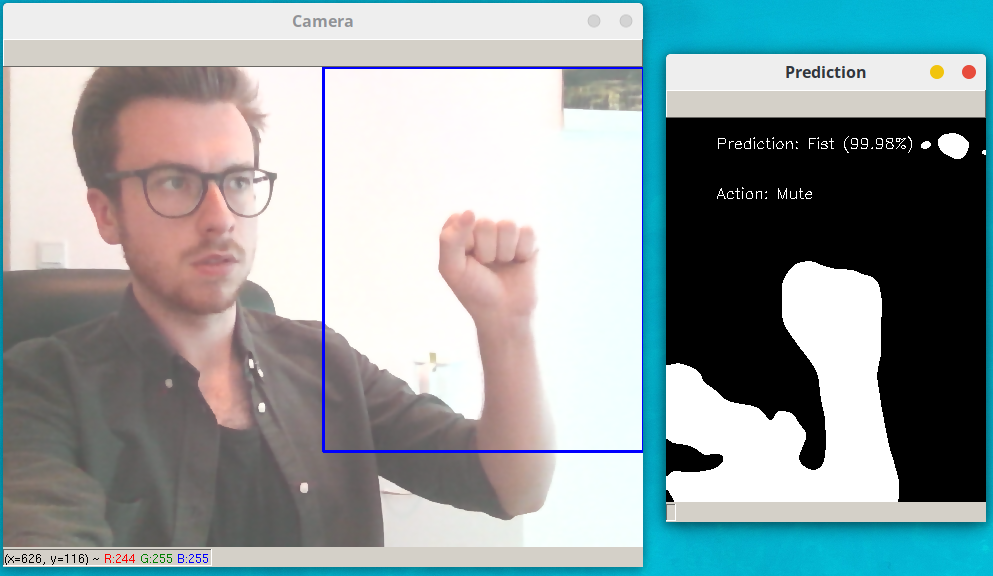 Camera
Prediction
Prediction: Fist (99.98%)
Action: Mute
(x=626, y=116) ~ R:244 G:255 B:255